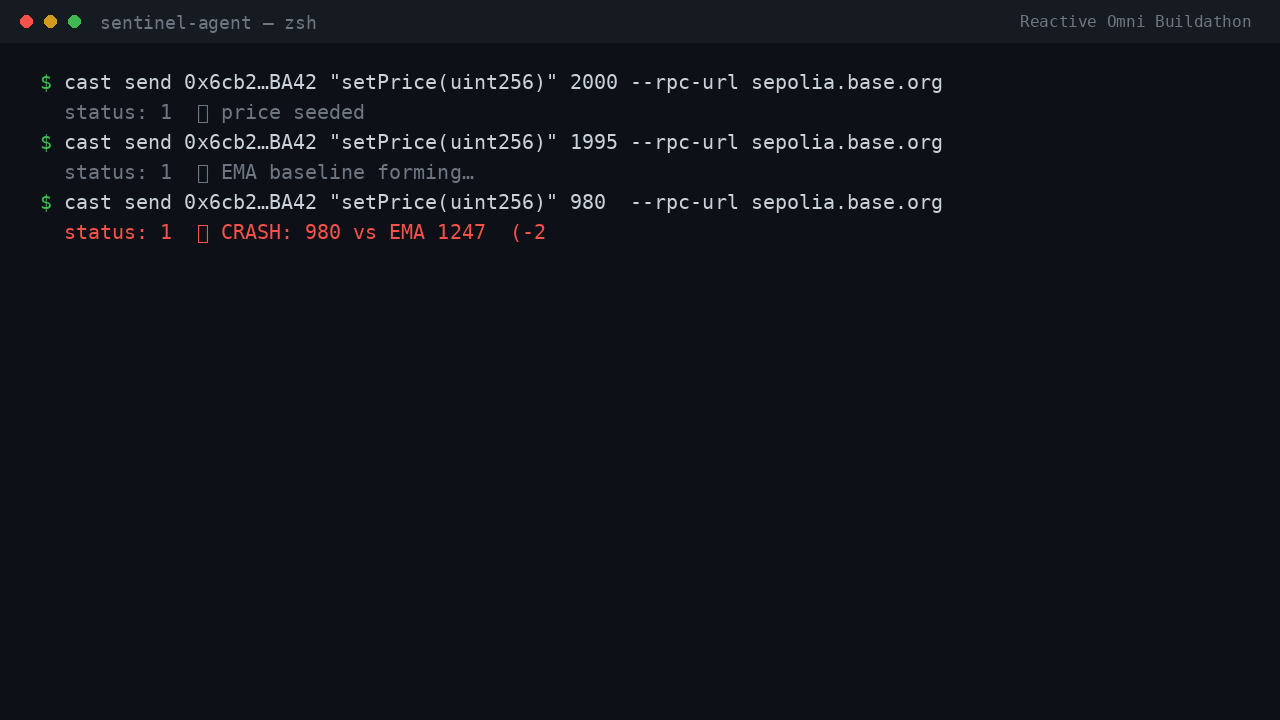 sentinel-agent — zsh
Reactive Omni Buildathon
$ cast send 0x6cb2…BA42 "setPrice(uint256)" 2000 --rpc-url sepolia.base.org
status: 1  ▯ price seeded
$ cast send 0x6cb2…BA42 "setPrice(uint256)" 1995 --rpc-url sepolia.base.org
status: 1  ▯ EMA baseline forming…
$ cast send 0x6cb2…BA42 "setPrice(uint256)" 980  --rpc-url sepolia.base.org
status: 1  ▯ CRASH: 980 vs EMA 1247  (-2